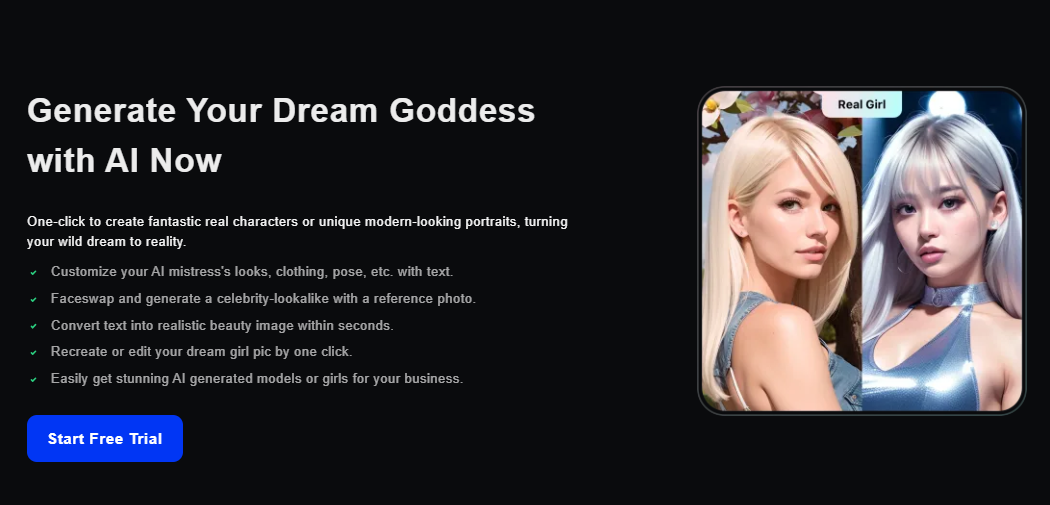 Generate Your Dream Goddess
with AI Now
One-click to create fantastic real characters or unique modern-looking portraits, turning
your wild dream to reality.
Customize your AI mistress's looks, clothing, pose, etc. with text.
Faceswap and generate a celebrity-lookalike with a reference photo.
Convert text into realistic beauty image within seconds.
Recreate or edit your dream girl pic by one click.
Easily get stunning AI generated models or girls for your business.
Start Free Trial
Real Girl